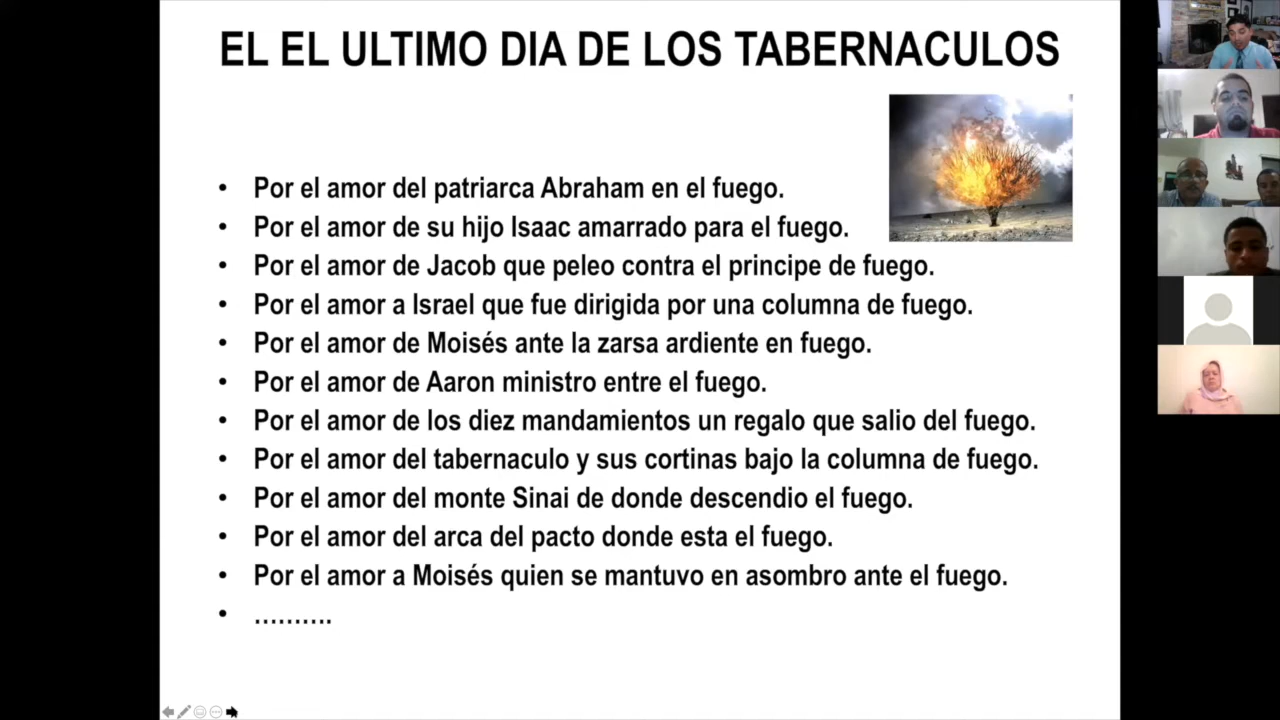 EL EL ULTIMO DIA DE LOS TABERNACULOS
• Por el amor del patriarca Abraham en el fuego.
• Por el amor de su hijo Isaac amarrado para el fuego.
• Por el amor de Jacob que peleo contra el principe de fuego.
• Por el amor a Israel que fue dirigida por una columna de fuego.
• Por el amor de Moisés ante la zarsa ardiente en fuego.
• Por el amor de Aaron ministro entre el fuego.
• Por el amor de los diez mandamientos un regalo que salio del fuego.
• Por el amor del tabernaculo y sus cortinas bajo la columna de fuego.
• Por el amor del monte Sinai de donde descendio el fuego.
• Por el amor del arca del pacto donde esta el fuego.
• Por el amor a Moisés quien se mantuvo en asombro ante el fuego.
• ..........